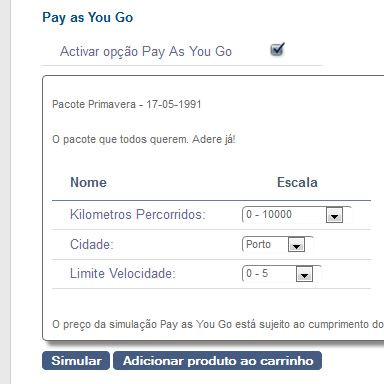 Pay as You Go
Activar opção Pay As You Go
Pacote Primavera - 17-05-1991
O pacote que todos querem. Adere já!
Nome Escala
Kilometros Percorridos: 0 - 10000
Cidade: Porto
Limite Velocidade: 0 - 5
O preço da simulação Pay as You Go está sujeito ao cumprimento do
Simular Adicionar produto ao carrinho